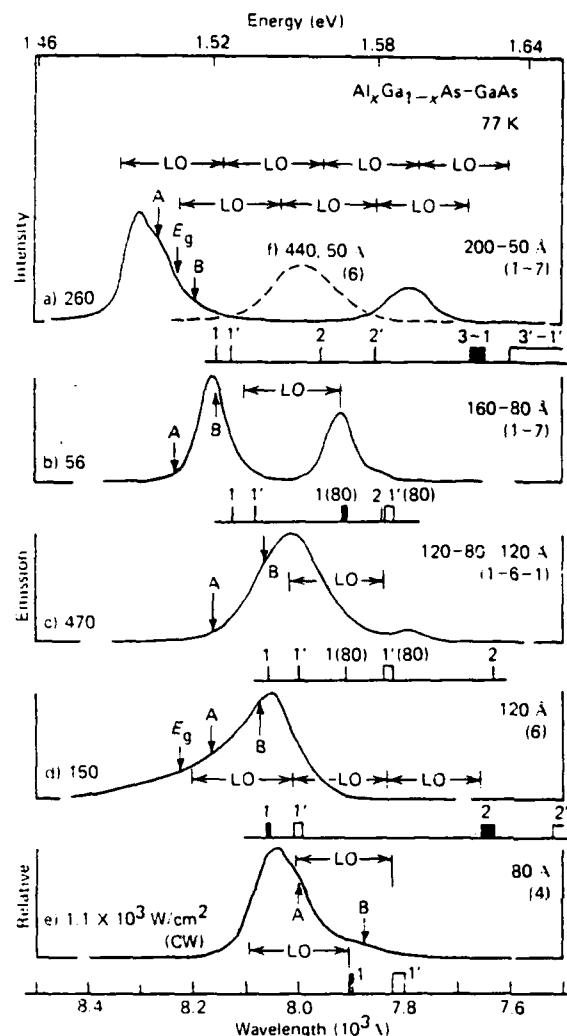 Energy (eV)
1.46 1.52 1.58 1.64
AlxGa1−xAs–GaAs
77 K
LO LO LO LO
LO LO LO
A
Eg
B
f) 440, 50 Å
(6)
200–50 Å
(1–7)
a) 260
Intensity
1 1' 2 2' 3–1 3'–1'
LO
160–80 Å
(1–7)
A
B
b) 56
1 1' 1(80) 2 1'(80)
120–80 120 Å
(1–6–1)
A
B
LO
c) 470
Emission
1 1' 1(80) 1'(80) 2
120 Å
(6)
Eg
A
B
LO LO LO
d) 150
1 1' 2 2'
LO
80 Å
(4)
A
B
e) 1.1 X 10³ W/cm²
(CW)
LO
Relative
1 1'
8.4 8.2 8.0 7.8 7.6
Wavelength (10³